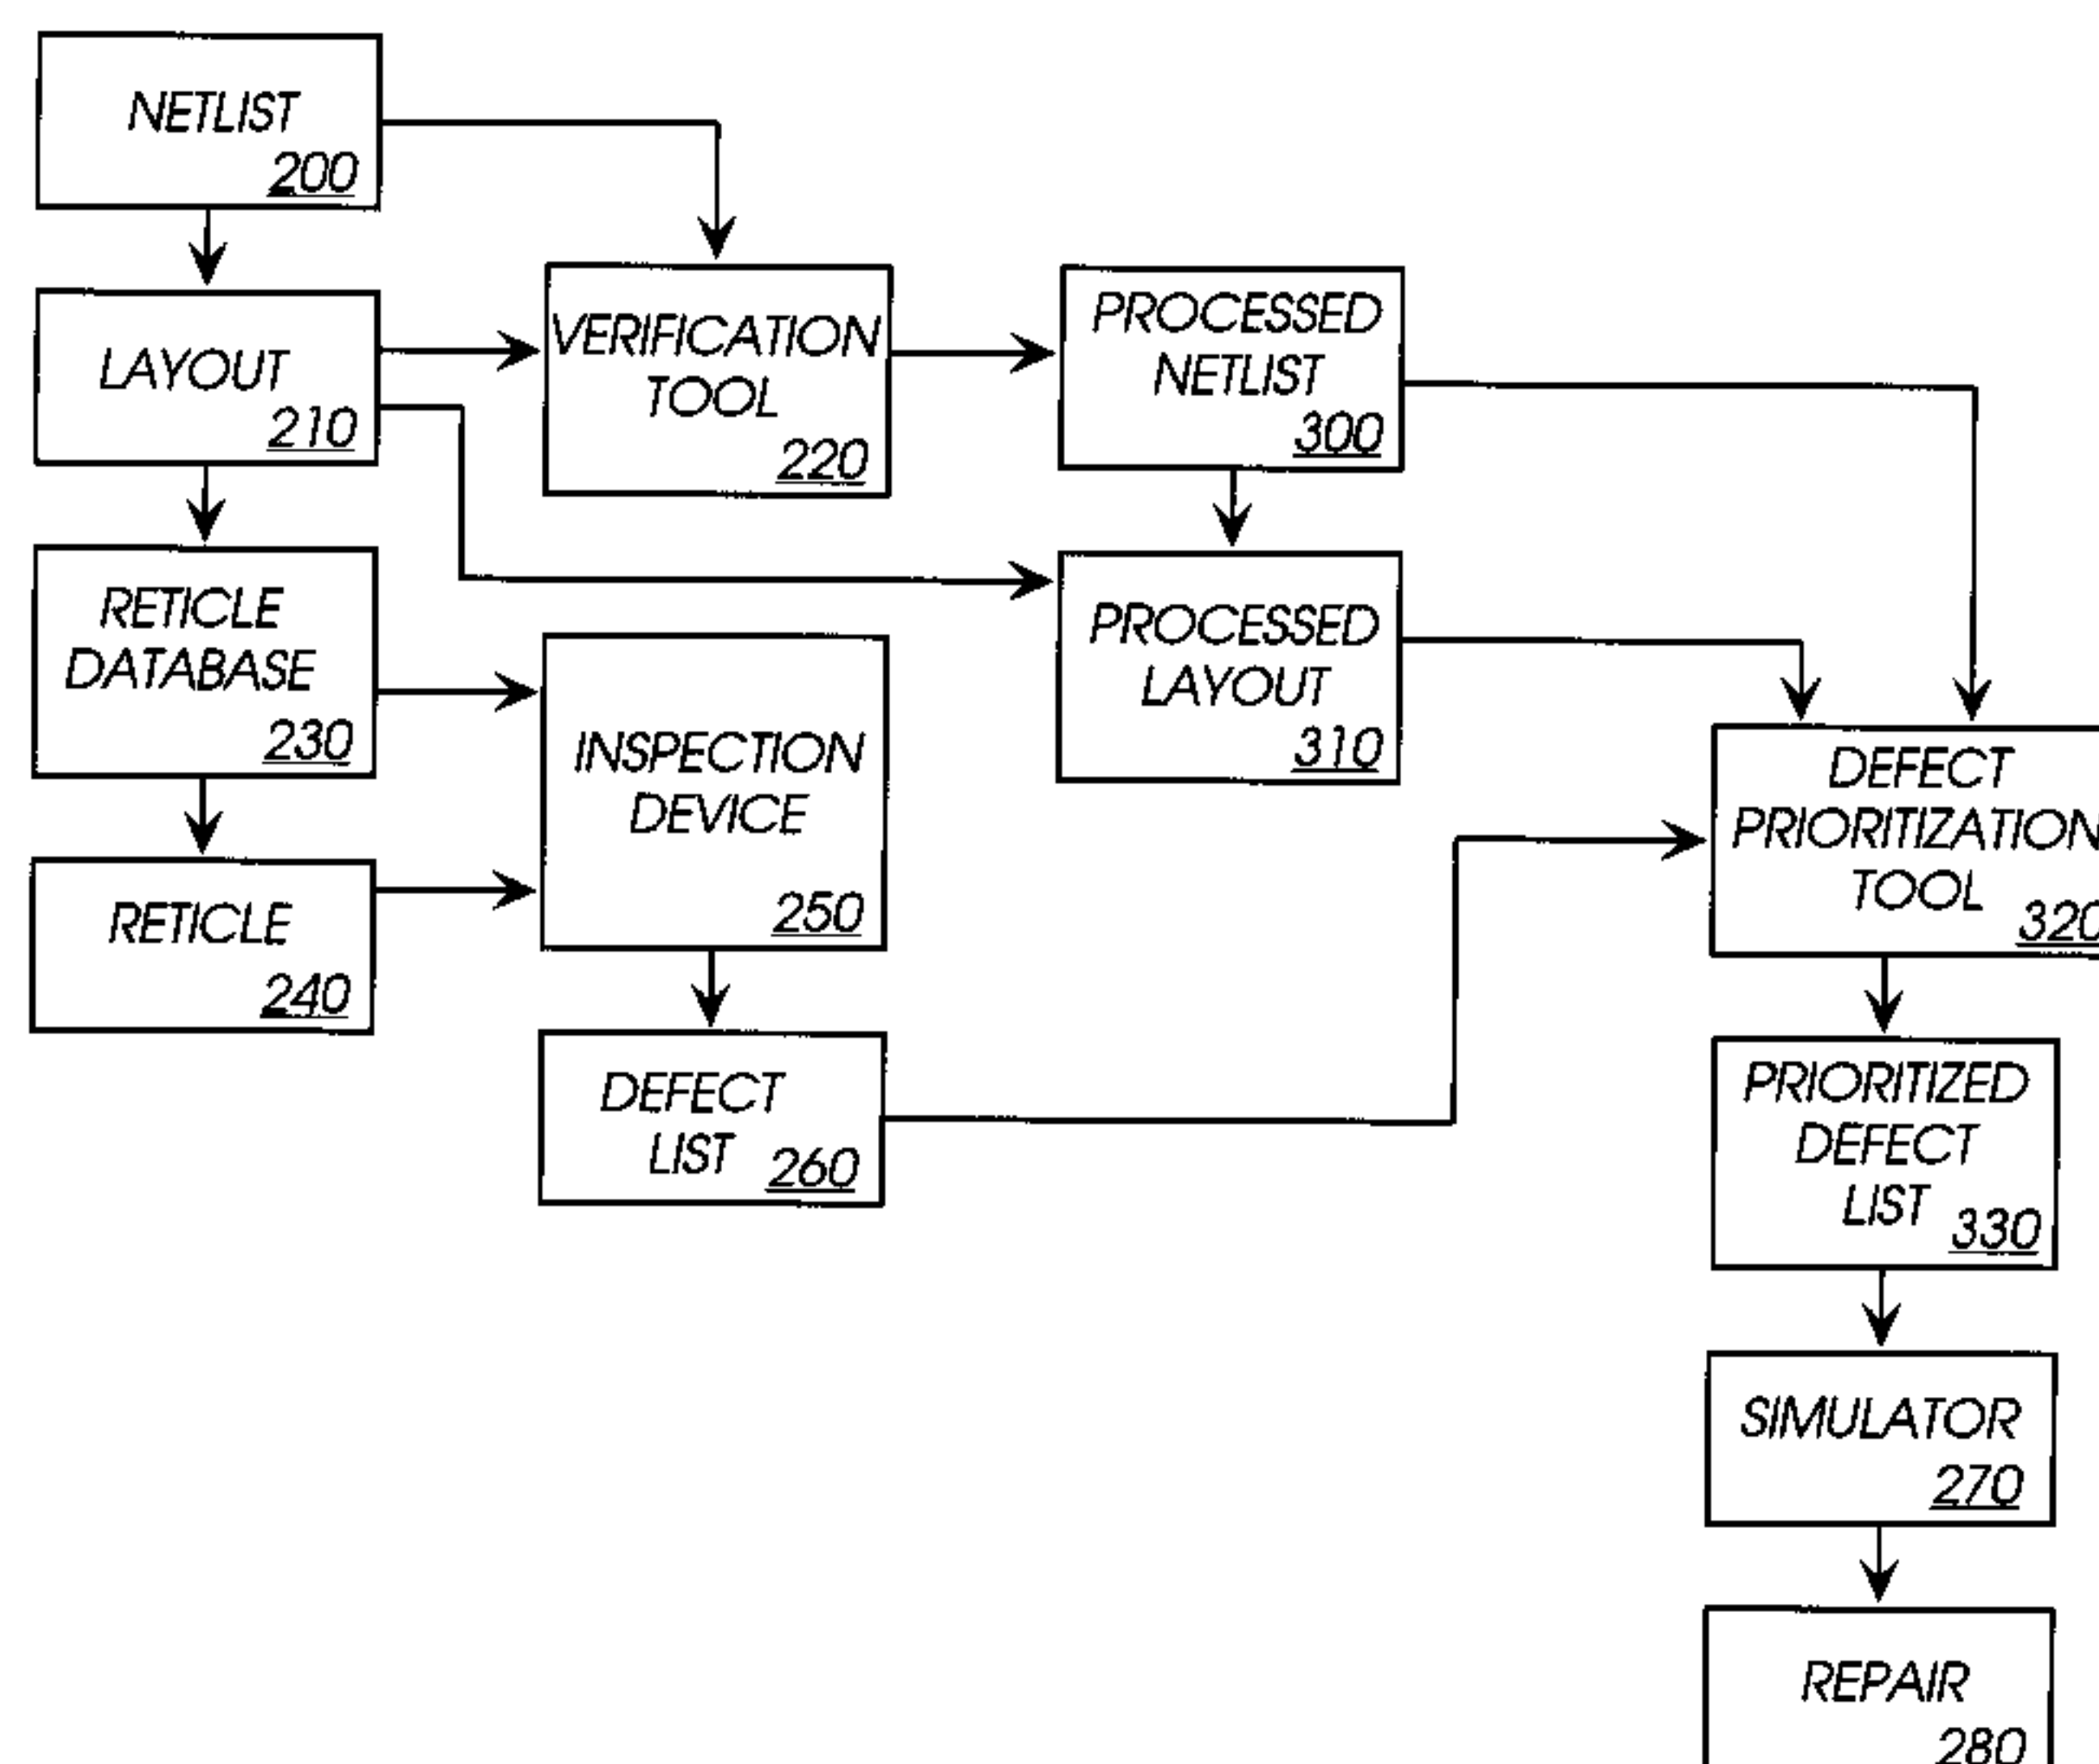 NETLIST
200
LAYOUT
210
VERIFICATION
TOOL
220
PROCESSED
NETLIST
300
RETICLE
DATABASE
230
INSPECTION
DEVICE
250
PROCESSED
LAYOUT
310
RETICLE
240
DEFECT
LIST 260
DEFECT
PRIORITIZATION
TOOL
320
PRIORITIZED
DEFECT
LIST 330
SIMULATOR
270
REPAIR
280